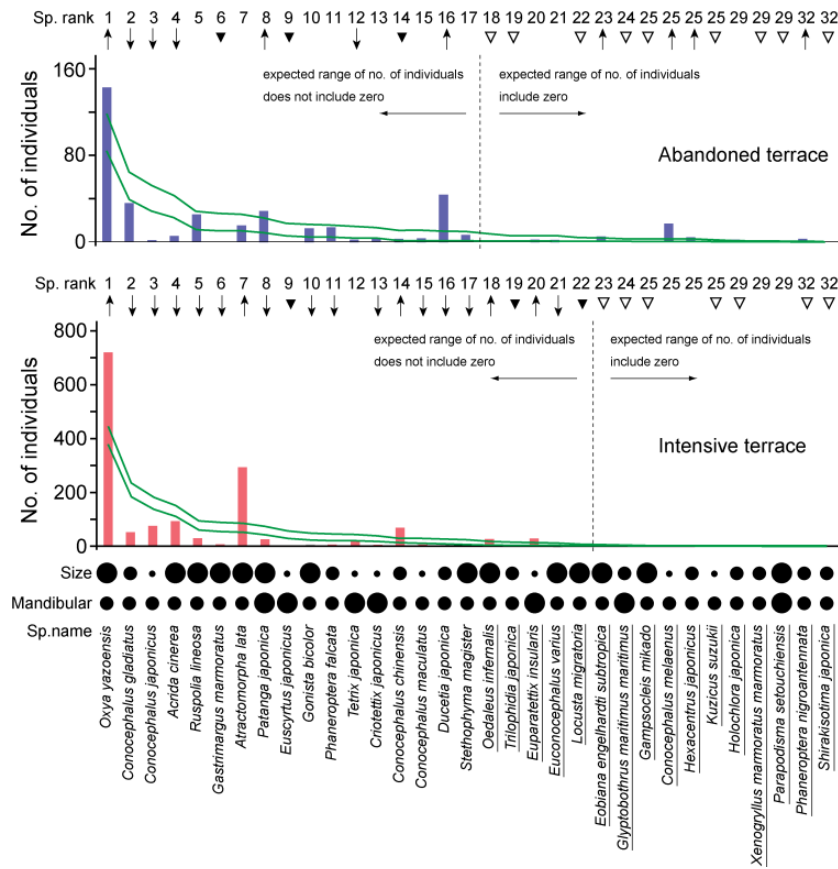 Sp. rank 1 2 3 4 5 6 7 8 9 10 11 12 13 14 15 16 17 18 19 20 21 22 23 24 25 25 25 25 29 29 29 32 32
expected range of no. of individuals
does not include zero
expected range of no. of individuals
include zero
Abandoned terrace
No. of individuals
160
80
0
Sp. rank 1 2 3 4 5 6 7 8 9 10 11 12 13 14 15 16 17 18 19 20 21 22 23 24 25 25 25 25 29 29 29 32 32
expected range of no. of individuals
does not include zero
expected range of no. of individuals
include zero
Intensive terrace
No. of individuals
800
600
400
200
0
Size
Mandibular
Sp.name
Oxya yazoensis
Conocephalus gladiatus
Conocephalus japonicus
Acrida cinerea
Ruspolia lineosa
Gastrimargus marmoratus
Atractomorpha lata
Patanga japonica
Euscyrtus japonicus
Gonista bicolor
Phaneroptera falcata
Tetrix japonica
Criotettix japonicus
Conocephalus chinensis
Conocephalus maculatus
Ducetia japonica
Stethophyma magister
Oedaleus infernalis
Trilophidia japonica
Euparatettix insularis
Euconocephalus varius
Locusta migratoria
Eobiana engelhardti subtropica
Glyptobothrus maritimus maritimus
Gampsocleis mikado
Conocephalus melaenus
Hexacentrus japonicus
Kuzicus suzukii
Holochlora japonica
Xenogryllus marmoratus marmoratus
Parapodisma setouchiensis
Phaneroptera nigroantennata
Shirakisotima japonica